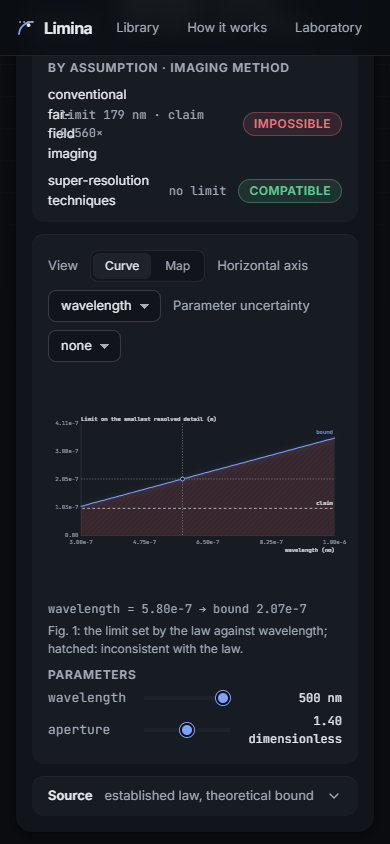 Limina Library How it works Laboratory
BY ASSUMPTION · IMAGING METHOD
conventional
far-
field
imaging
limit 179 nm · claim
0.560×
IMPOSSIBLE
super-resolution
techniques
no limit
COMPATIBLE
View Curve Map Horizontal axis
wavelength Parameter uncertainty
none
Limit on the smallest resolved detail (m)
4.11e-7
bound
3.08e-7
2.05e-7
claim
1.03e-7
0.00
3.00e-7 4.75e-7 6.50e-7 8.25e-7 1.00e-6
wavelength (nm)
wavelength = 5.80e-7 → bound 2.07e-7
Fig. 1: the limit set by the law against wavelength;
hatched: inconsistent with the law.
PARAMETERS
wavelength 500 nm
aperture 1.40
dimensionless
Source established law, theoretical bound